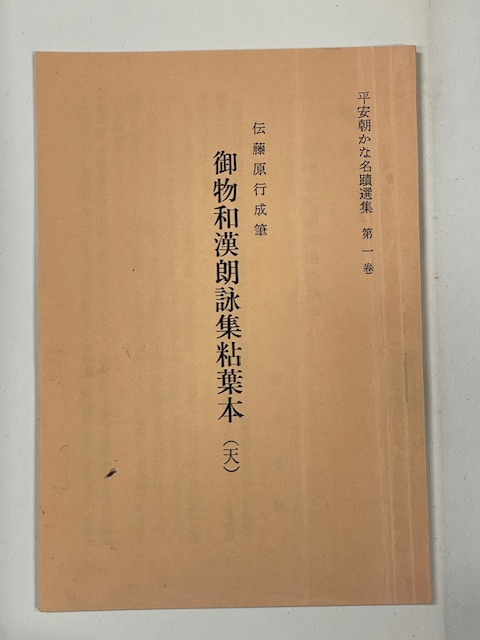 平安朝かな名蹟選集 第一巻
伝藤原行成筆
御物和漢朗詠集粘葉本(天)